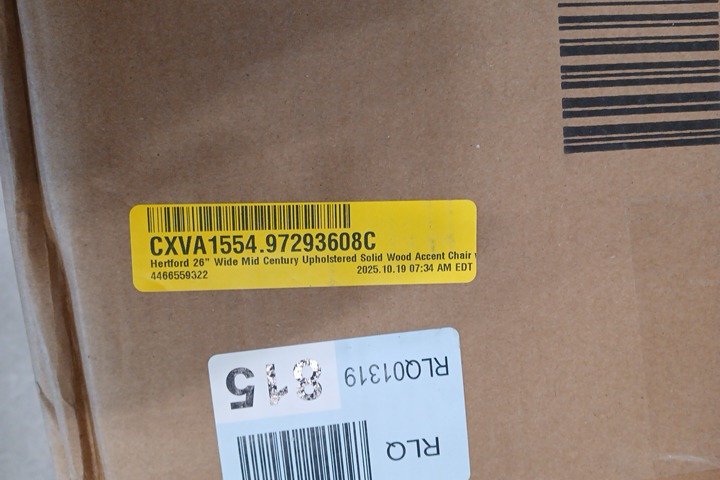 CXVA1554.97293608C
Hertford 26" Wide Mid Century Upholstered Solid Wood Accent Chair
4466559322 2025.10.19 07:34 AM EDT
RLQ01319 815
RLQ